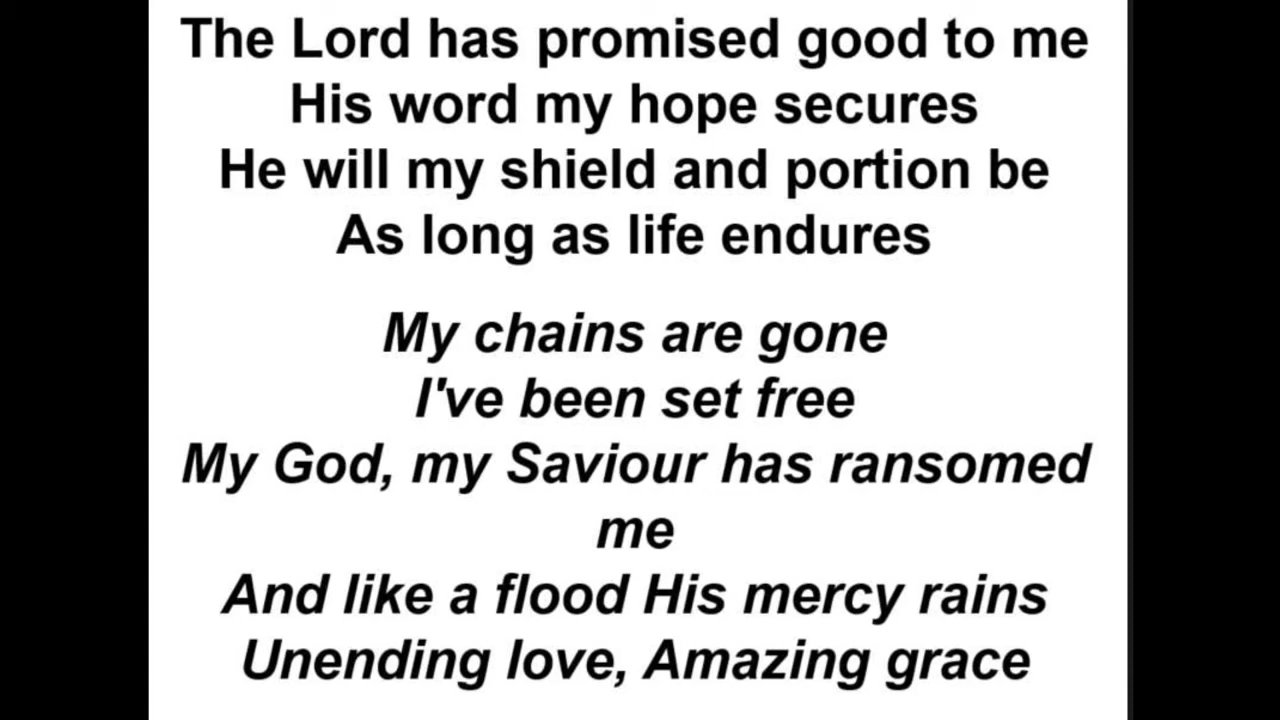 The Lord has promised good to me
His word my hope secures
He will my shield and portion be
As long as life endures
My chains are gone
I've been set free
My God, my Saviour has ransomed
me
And like a flood His mercy rains
Unending love, Amazing grace